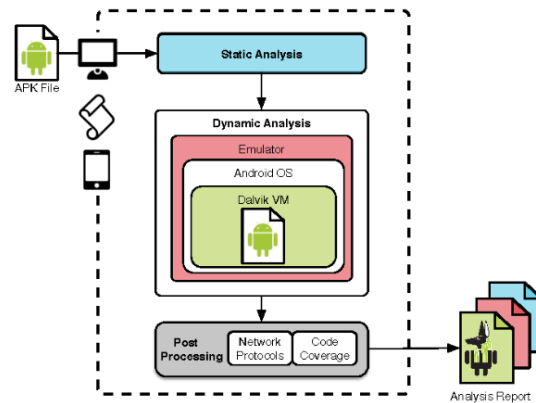 APK File
Static Analysis
Dynamic Analysis
Emulator
Android OS
Dalvik VM
Post
Processing
Network
Protocols
Code
Coverage
Analysis Report